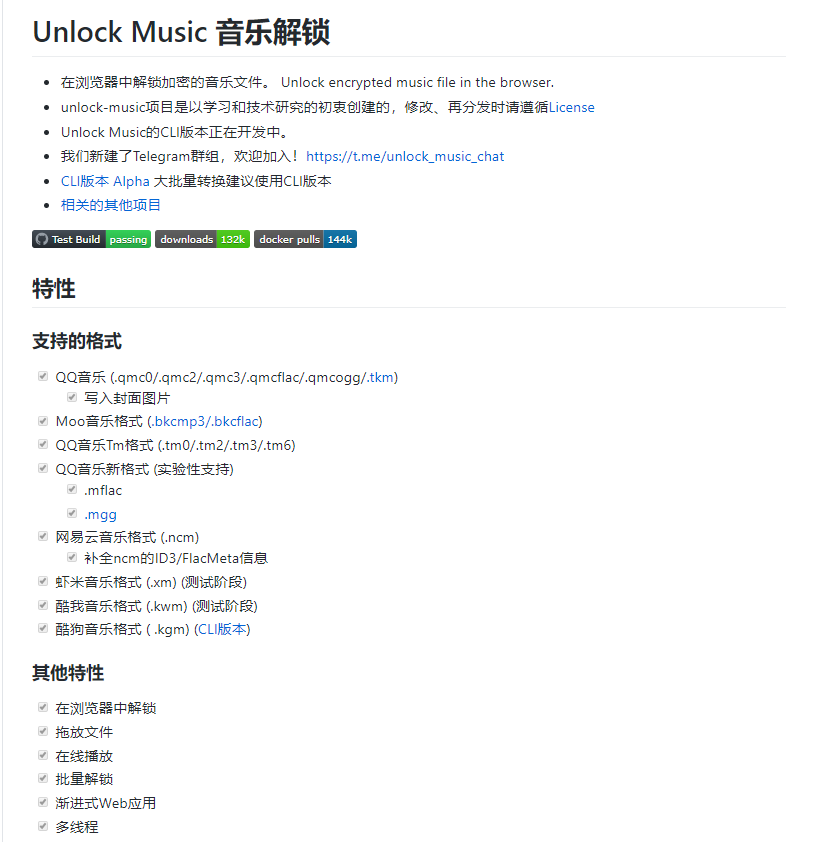 Unlock Music 音乐解锁
在浏览器中解锁加密的音乐文件。 Unlock encrypted music file in the browser.
unlock-music项目是以学习和技术研究的初衷创建的，修改、再分发时请遵循License
Unlock Music的CLI版本正在开发中。
我们新建了Telegram群组，欢迎加入！https://t.me/unlock_music_chat
CLI版本 Alpha 大批量转换建议使用CLI版本
相关的其他项目
Test Build passing downloads 132k docker pulls 144k
特性
支持的格式
QQ音乐 (.qmc0/.qmc2/.qmc3/.qmcflac/.qmcogg/.tkm)
写入封面图片
Moo音乐格式 (.bkcmp3/.bkcflac)
QQ音乐Tm格式 (.tm0/.tm2/.tm3/.tm6)
QQ音乐新格式 (实验性支持)
.mflac
.mgg
网易云音乐格式 (.ncm)
补全ncm的ID3/FlacMeta信息
虾米音乐格式 (.xm) (测试阶段)
酷我音乐格式 (.kwm) (测试阶段)
酷狗音乐格式 ( .kgm) (CLI版本)
其他特性
在浏览器中解锁
拖放文件
在线播放
批量解锁
渐进式Web应用
多线程